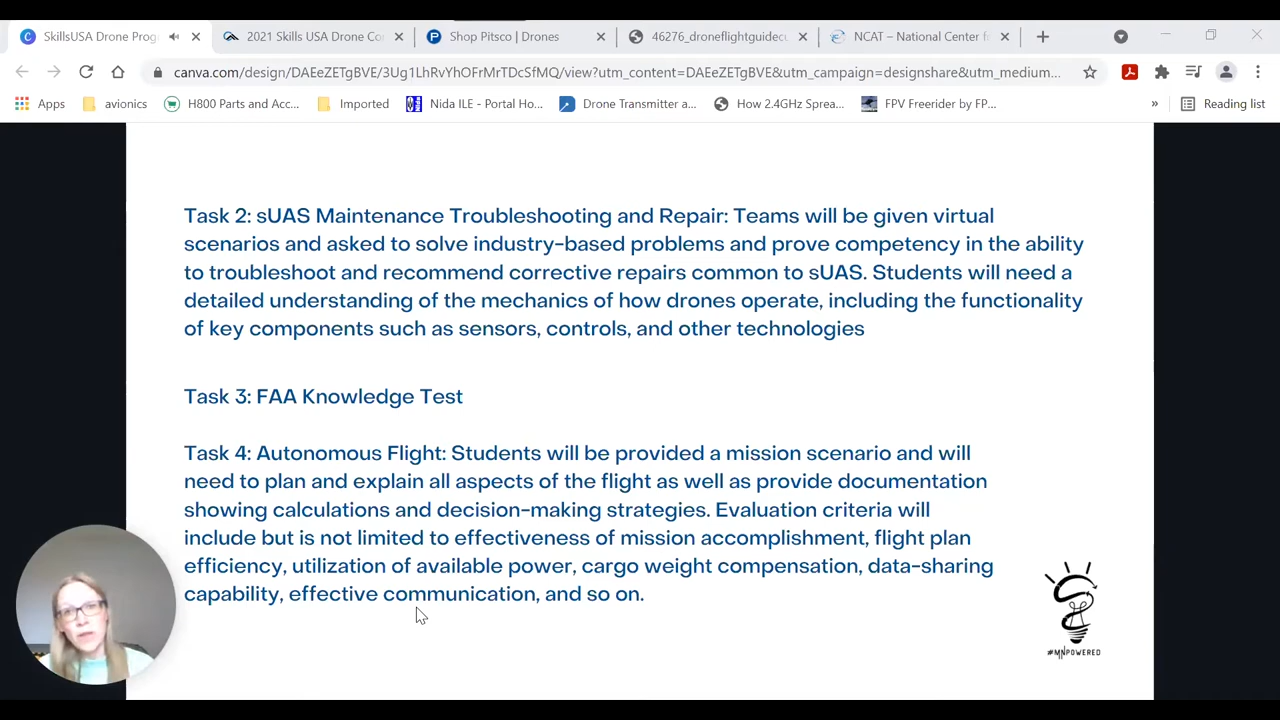 SkillsUSA Drone Prog
2021 Skills USA Drone Co
Shop Pitsco | Drones
46276_droneflightguidecu
NCAT – National Center f
canva.com/design/DAEeZETgBVE/3Ug1LhRvYhOFrMrTDcSfMQ/view?utm_content=DAEeZETgBVE&utm_campaign=designshare&utm_medium...
Apps
avionics
H800 Parts and Acc...
Imported
Nida ILE - Portal Ho...
Drone Transmitter a...
How 2.4GHz Sprea...
FPV Freerider by FP...
»
Reading list
Task 2: sUAS Maintenance Troubleshooting and Repair: Teams will be given virtual
scenarios and asked to solve industry-based problems and prove competency in the ability
to troubleshoot and recommend corrective repairs common to sUAS. Students will need a
detailed understanding of the mechanics of how drones operate, including the functionality
of key components such as sensors, controls, and other technologies
Task 3: FAA Knowledge Test
Task 4: Autonomous Flight: Students will be provided a mission scenario and will
need to plan and explain all aspects of the flight as well as provide documentation
showing calculations and decision-making strategies. Evaluation criteria will
include but is not limited to effectiveness of mission accomplishment, flight plan
efficiency, utilization of available power, cargo weight compensation, data-sharing
capability, effective communication, and so on.
#MNPOWERED